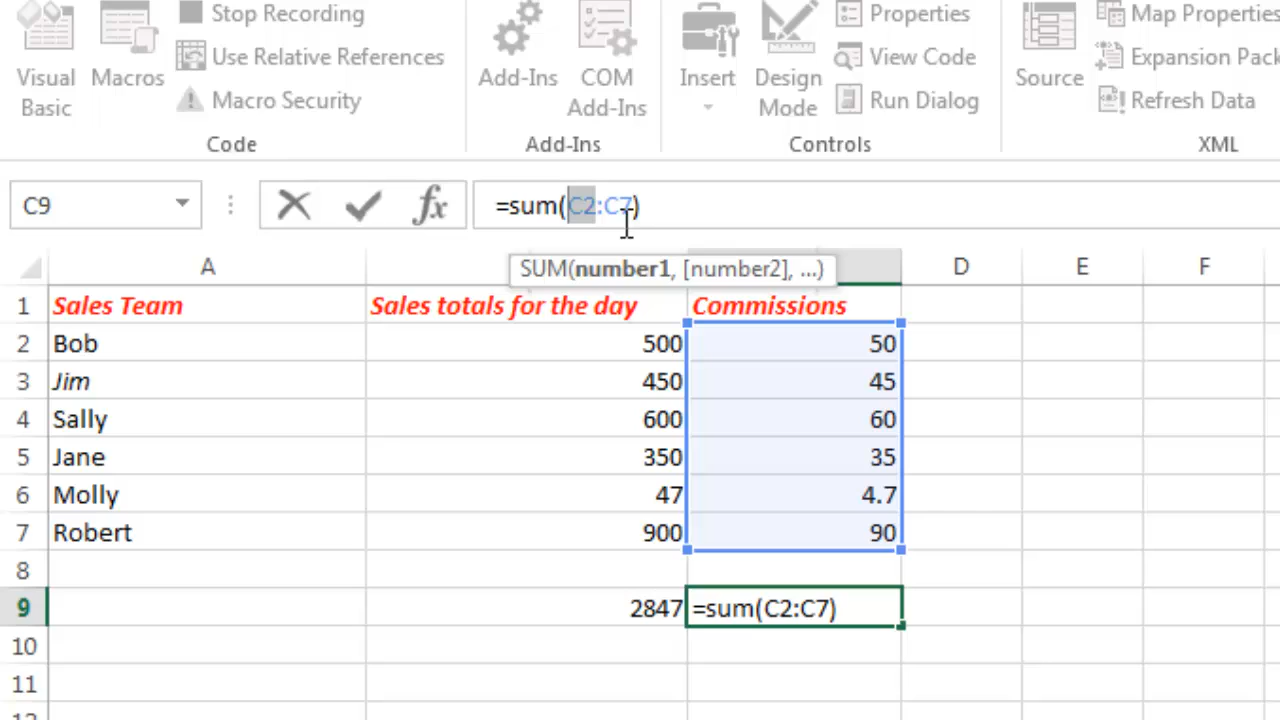 Stop Recording
Properties
Map Properties
Use Relative References
View Code
Expansion Pack
Visual Basic
Macros
Add-Ins
COM Add-Ins
Insert
Design Mode
Source
Macro Security
Run Dialog
Refresh Data
Code
Add-Ins
Controls
XML
C9
fx
=sum(C2:C7)
SUM(number1, [number2], ...)
A
D
E
F
1 Sales Team Sales totals for the day Commissions
2 Bob 500 50
3 Jim 450 45
4 Sally 600 60
5 Jane 350 35
6 Molly 47 4.7
7 Robert 900 90
8
9 2847 =sum(C2:C7)
10
11